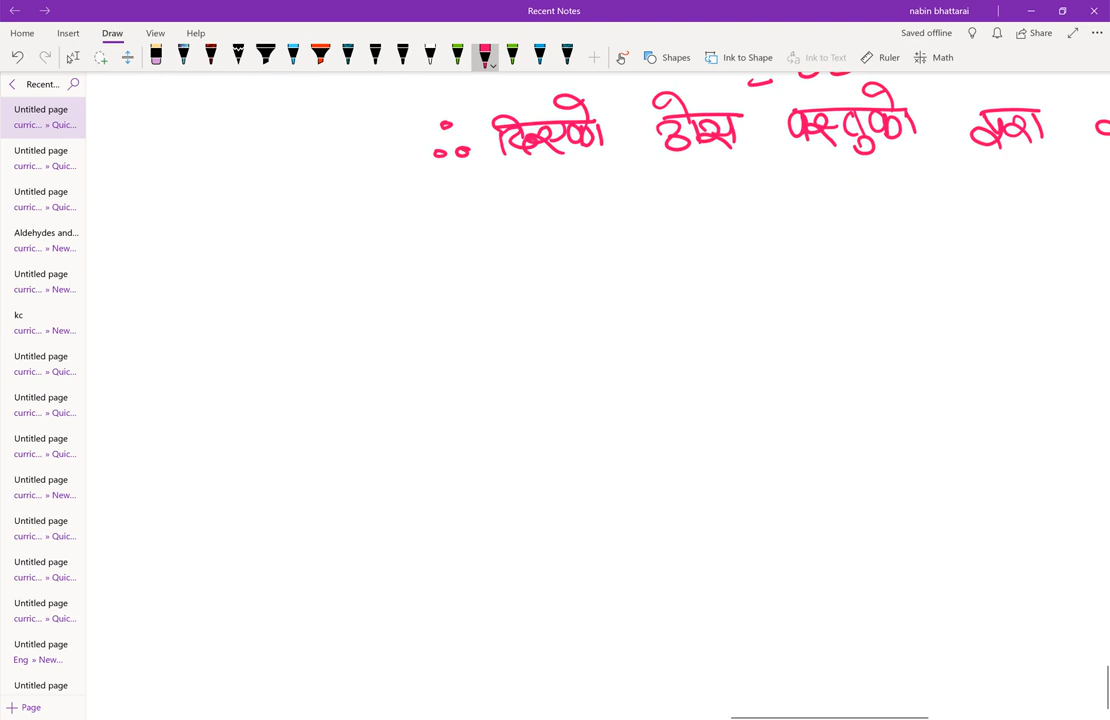 Recent Notes
nabin bhattarai
Home Insert Draw View Help
Saved offline Share
Shapes Ink to Shape Ink to Text Ruler Math
Recent...
Untitled page
curric... » Quic...
Untitled page
curric... » Quic...
Untitled page
curric... » Quic...
Aldehydes and...
curric... » New...
Untitled page
curric... » New...
kc
curric... » New...
Untitled page
curric... » Quic...
Untitled page
curric... » Quic...
Untitled page
curric... » Quic...
Untitled page
curric... » New...
Untitled page
curric... » Quic...
Untitled page
curric... » Quic...
Untitled page
curric... » Quic...
Untitled page
Eng » New...
Untitled page
Page
∴ दिइएको ठोस वस्तुको